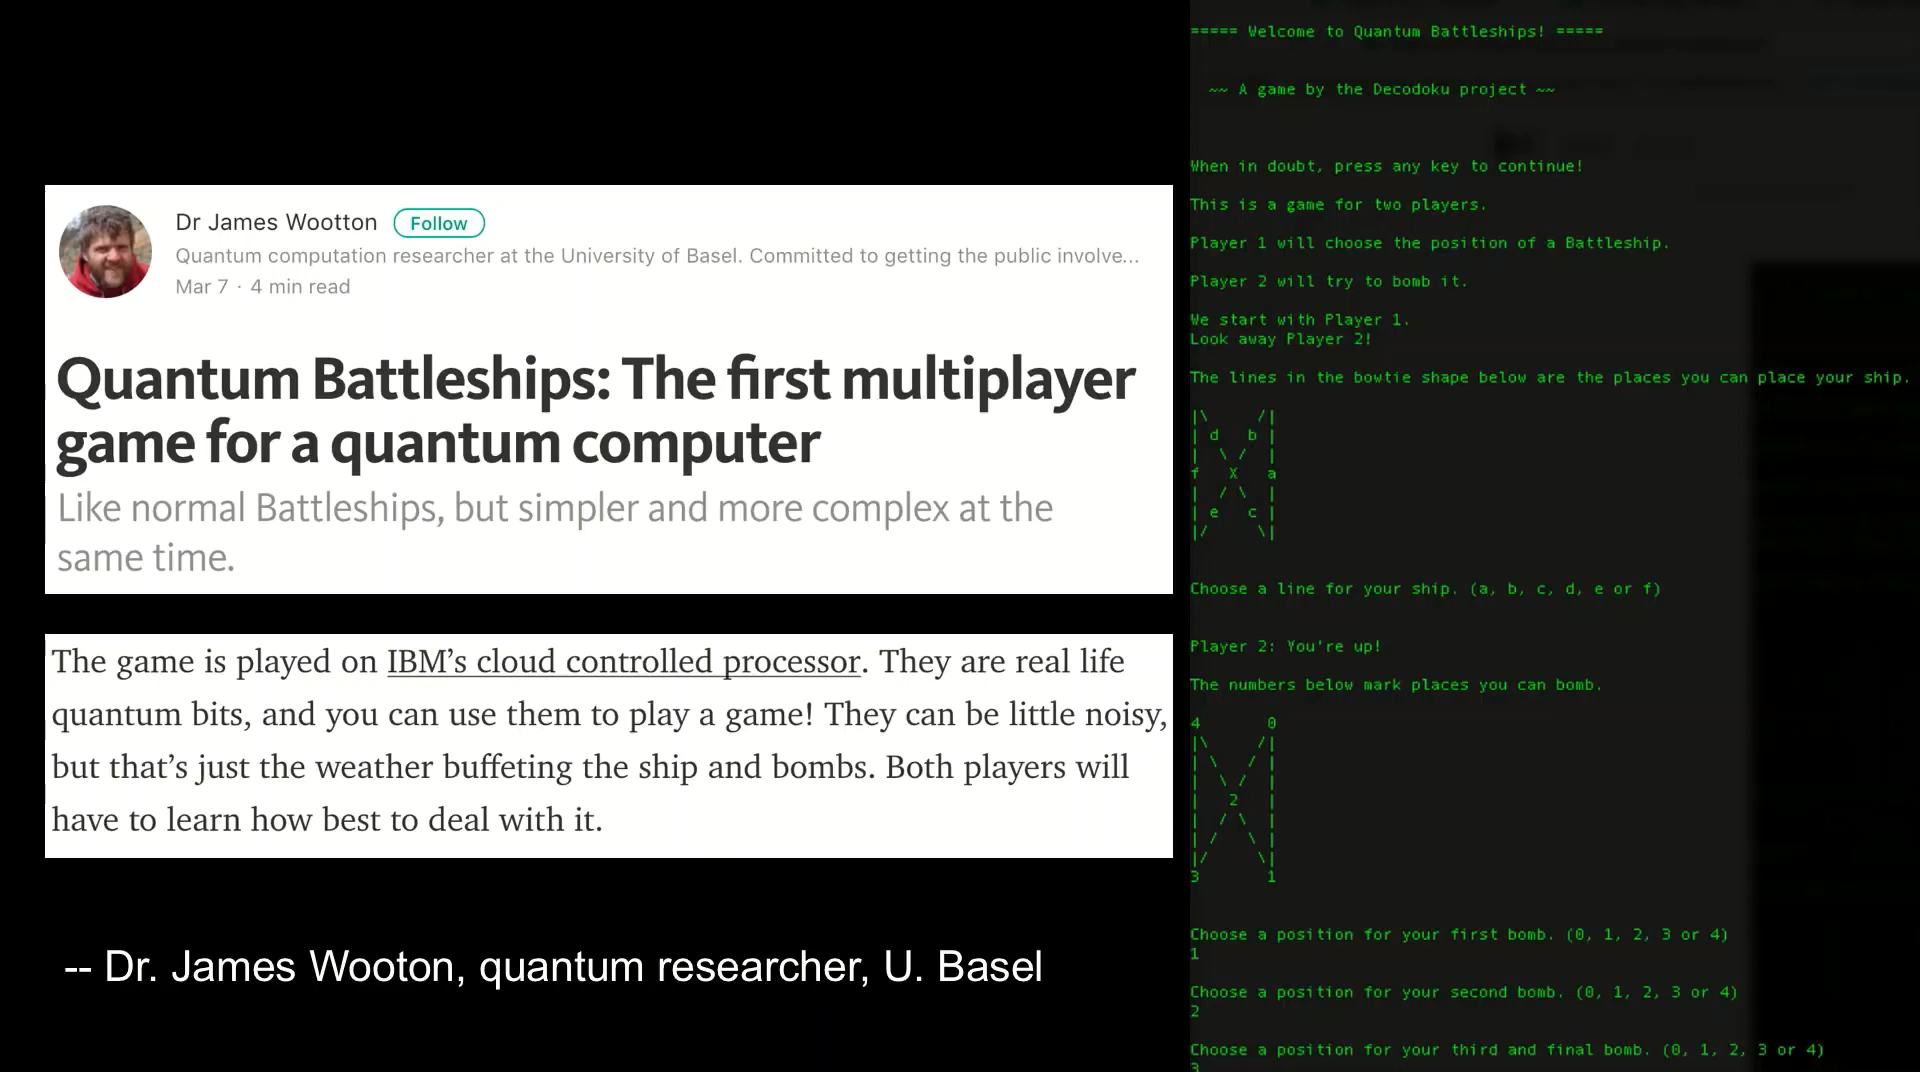 Dr James Wootton Follow
Quantum computation researcher at the University of Basel. Committed to getting the public involve...
Mar 7 · 4 min read
Quantum Battleships: The first multiplayer
game for a quantum computer
Like normal Battleships, but simpler and more complex at the
same time.
The game is played on IBM’s cloud controlled processor. They are real life
quantum bits, and you can use them to play a game! They can be little noisy,
but that’s just the weather buffeting the ship and bombs. Both players will
have to learn how best to deal with it.
-- Dr. James Wooton, quantum researcher, U. Basel
===== Welcome to Quantum Battleships! =====
~~ A game by the Decodoku project ~~
When in doubt, press any key to continue!
This is a game for two players.
Player 1 will choose the position of a Battleship.
Player 2 will try to bomb it.
We start with Player 1.
Look away Player 2!
The lines in the bowtie shape below are the places you can place your ship.
|\     /|
| d   b |
|  \ /  |
f   X   a
|  / \  |
| e   c |
|/     \|
Choose a line for your ship. (a, b, c, d, e or f)
Player 2: You're up!
The numbers below mark places you can bomb.
4       0
|\     /|
| \   / |
|  \ /  |
|   2   |
|  / \  |
| /   \ |
|/     \|
3       1
Choose a position for your first bomb. (0, 1, 2, 3 or 4)
1
Choose a position for your second bomb. (0, 1, 2, 3 or 4)
2
Choose a position for your third and final bomb. (0, 1, 2, 3 or 4)
3